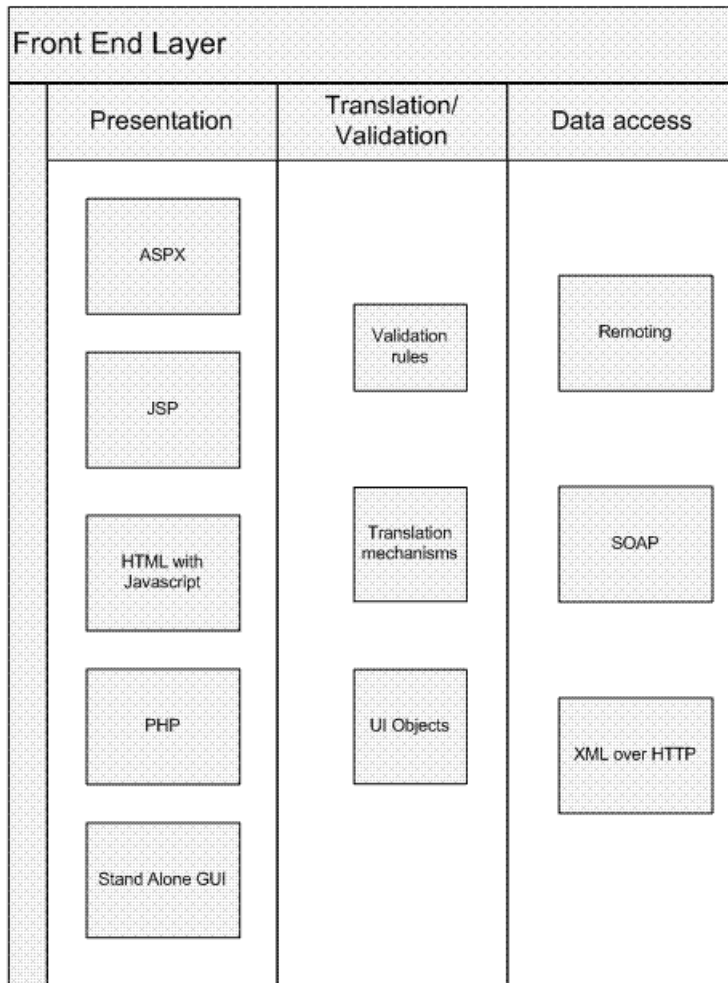 Front End Layer
Presentation
Translation/
Validation
Data access
ASPX
JSP
HTML with
Javascript
PHP
Stand Alone GUI
Validation
rules
Translation
mechanisms
UI Objects
Remoting
SOAP
XML over HTTP